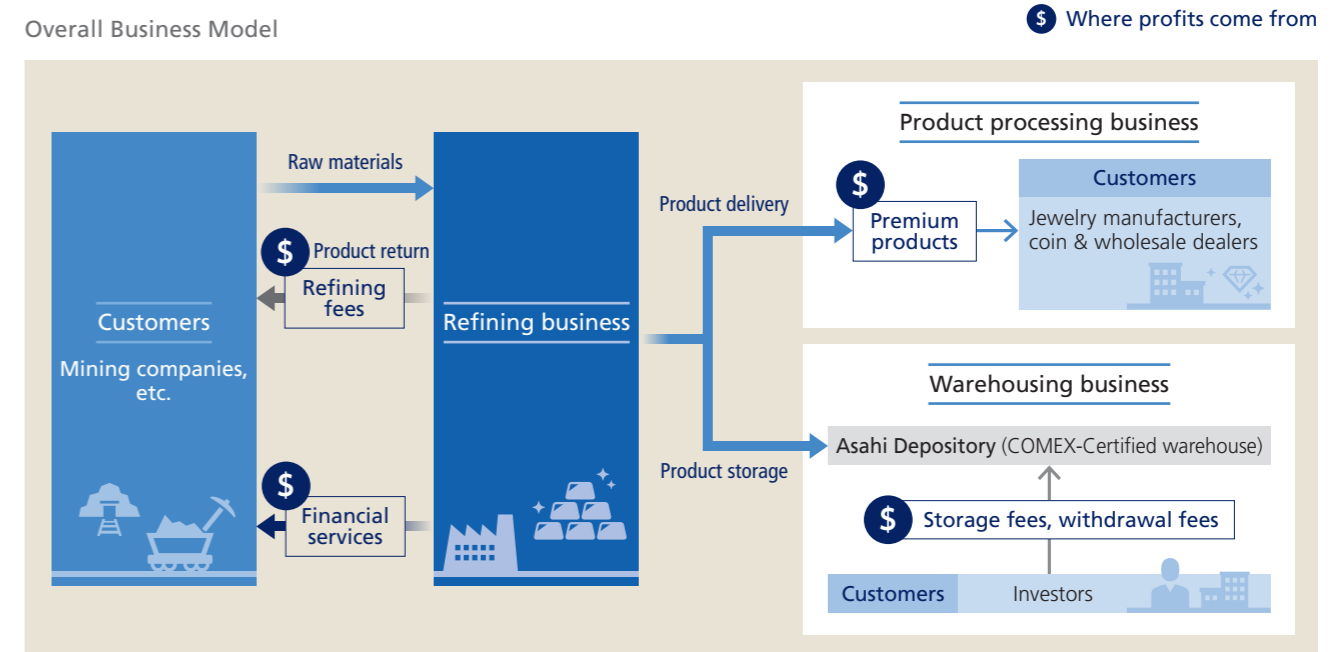 Overall Business Model
$ Where profits come from
Customers
Mining companies,
etc.
Raw materials
$
Product return
Refining
fees
$
Financial
services
Refining business
Product delivery
Product storage
Product processing business
$
Premium
products
Customers
Jewelry manufacturers,
coin & wholesale dealers
Warehousing business
Asahi Depository (COMEX-Certified warehouse)
$ Storage fees, withdrawal fees
Customers
Investors